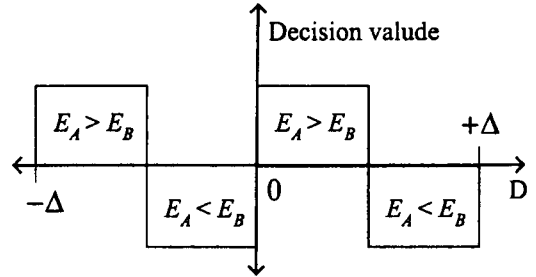 Decision valude
E_A > E_B
E_A > E_B
+Δ
−Δ
0
D
E_A < E_B
E_A < E_B